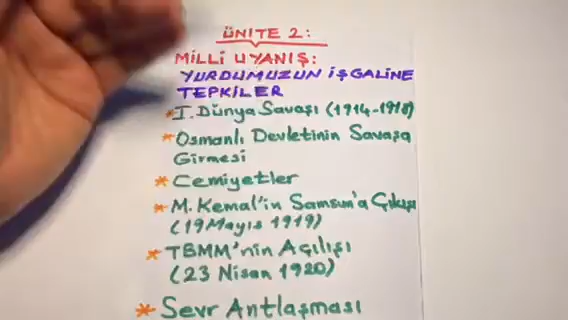 ÜNİTE 2:
MİLLİ UYANIŞ:
YURDUMUZUN İŞGALİNE
TEPKİLER
* I. Dünya Savaşı (1914-1918)
* Osmanlı Devletinin Savaşa
Girmesi
* Cemiyetler
* M. Kemal'in Samsun'a Çıkışı
(19 Mayıs 1919)
* TBMM'nin Açılışı
(23 Nisan 1920)
* Sevr Antlaşması